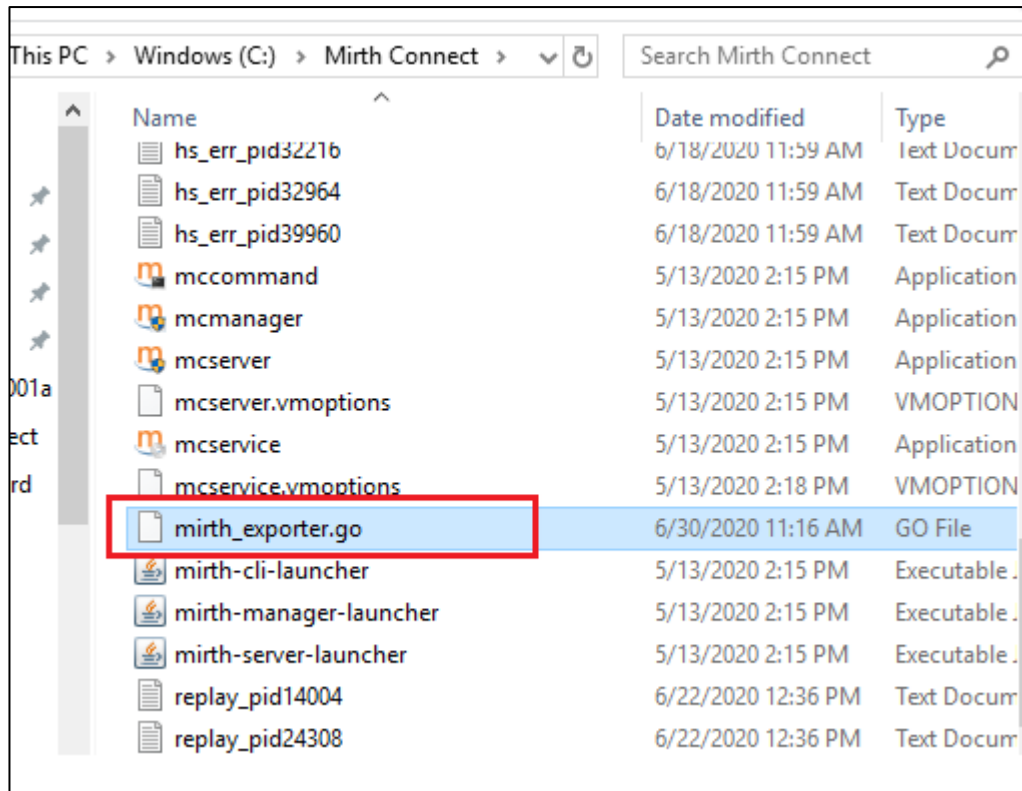 This PC > Windows (C:) > Mirth Connect > Search Mirth Connect
Name Date modified Type
hs_err_pid32216 6/18/2020 11:59 AM Text Docum
hs_err_pid32964 6/18/2020 11:59 AM Text Docum
hs_err_pid39960 6/18/2020 11:59 AM Text Docum
mccommand 5/13/2020 2:15 PM Application
mcmanager 5/13/2020 2:15 PM Application
mcserver 5/13/2020 2:15 PM Application
001a mcserver.vmoptions 5/13/2020 2:15 PM VMOPTION
ect mcservice 5/13/2020 2:15 PM Application
rd mcservice.vmoptions 5/13/2020 2:18 PM VMOPTION
mirth_exporter.go 6/30/2020 11:16 AM GO File
mirth-cli-launcher 5/13/2020 2:15 PM Executable .
mirth-manager-launcher 5/13/2020 2:15 PM Executable .
mirth-server-launcher 5/13/2020 2:15 PM Executable .
replay_pid14004 6/22/2020 12:36 PM Text Docum
replay_pid24308 6/22/2020 12:36 PM Text Docum